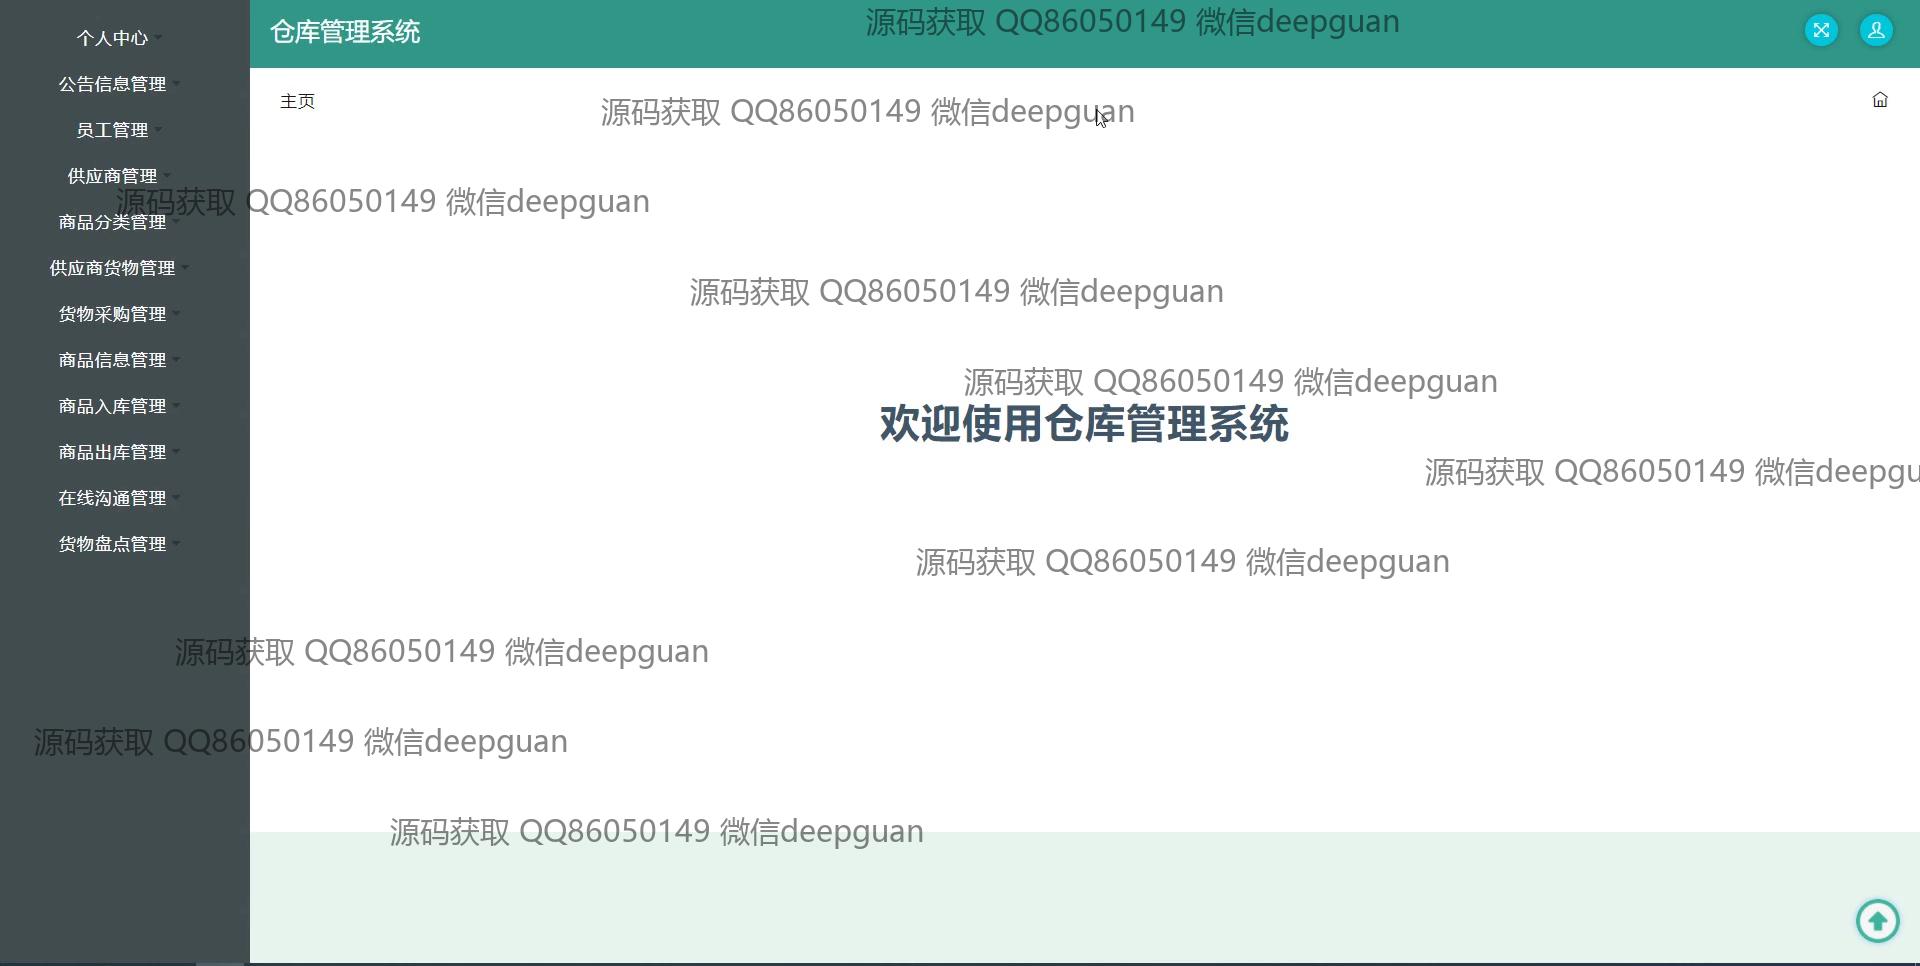 仓库管理系统
源码获取 QQ86050149 微信deepguan
个人中心
公告信息管理
员工管理
供应商管理
商品分类管理
供应商货物管理
货物采购管理
商品信息管理
商品入库管理
商品出库管理
在线沟通管理
货物盘点管理
主页
源码获取 QQ86050149 微信deepguan
源码获取 QQ86050149 微信deepguan
源码获取 QQ86050149 微信deepguan
源码获取 QQ86050149 微信deepguan
欢迎使用仓库管理系统
源码获取 QQ86050149 微信deepgu
源码获取 QQ86050149 微信deepguan
源码获取 QQ86050149 微信deepguan
源码获取 QQ86050149 微信deepguan
源码获取 QQ86050149 微信deepguan